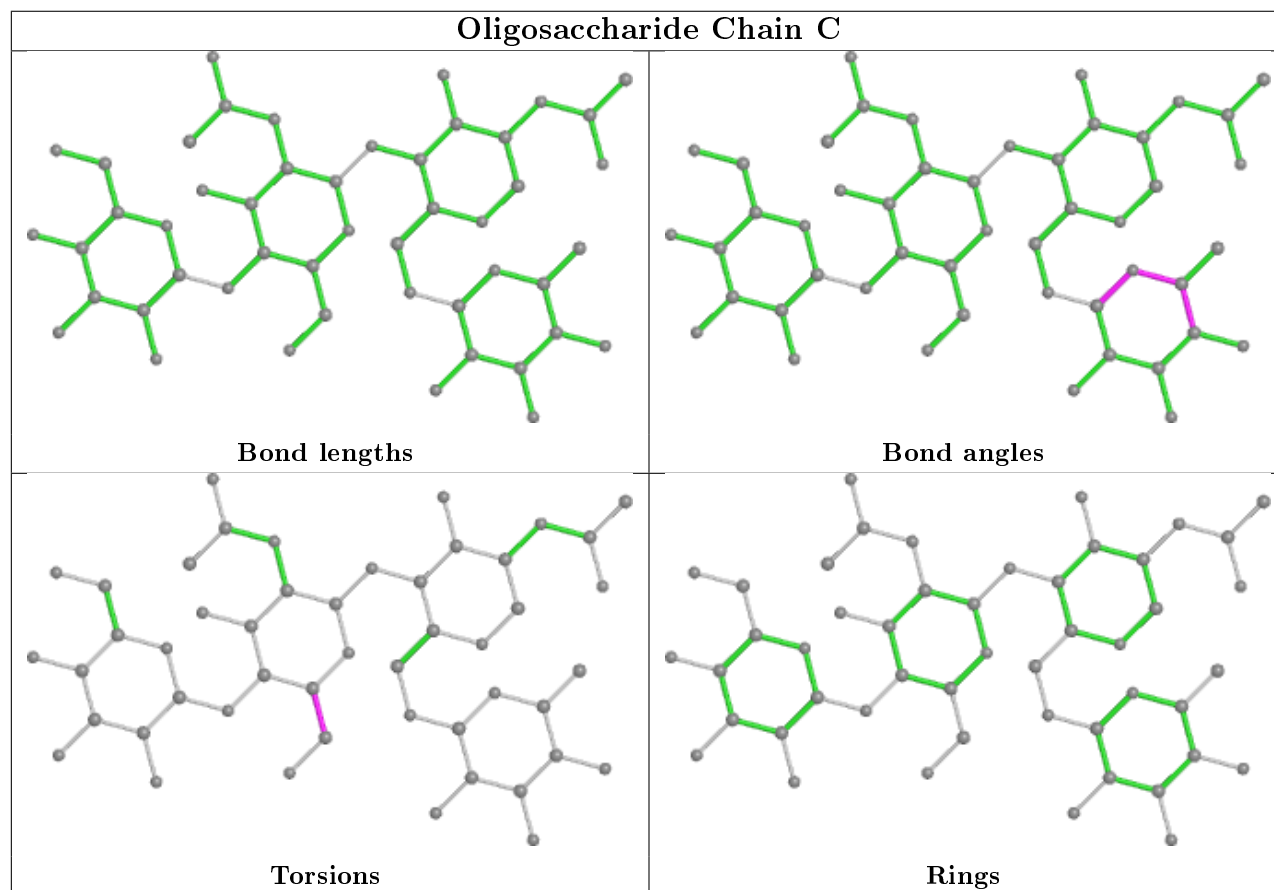 Oligosaccharide Chain C
Bond lengths
Bond angles
Torsions
Rings